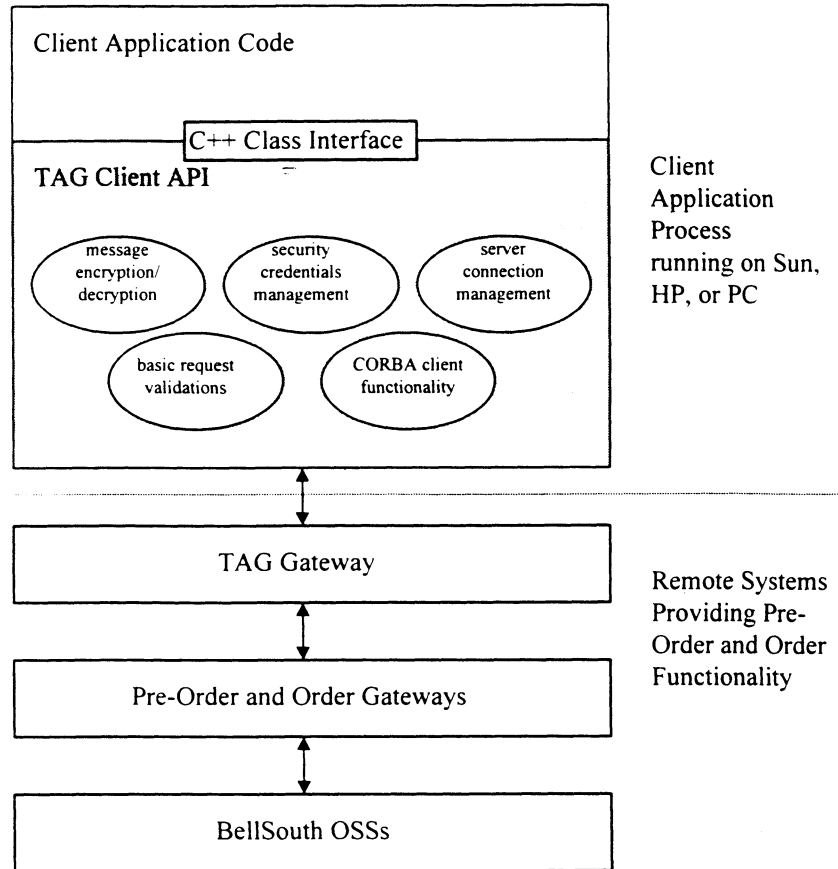 Client Application Code
C++ Class Interface
TAG Client API
message
encryption/
decryption
security
credentials
management
server
connection
management
basic request
validations
CORBA client
functionality
Client
Application
Process
running on Sun,
HP, or PC
TAG Gateway
Pre-Order and Order Gateways
BellSouth OSSs
Remote Systems
Providing Pre-
Order and Order
Functionality